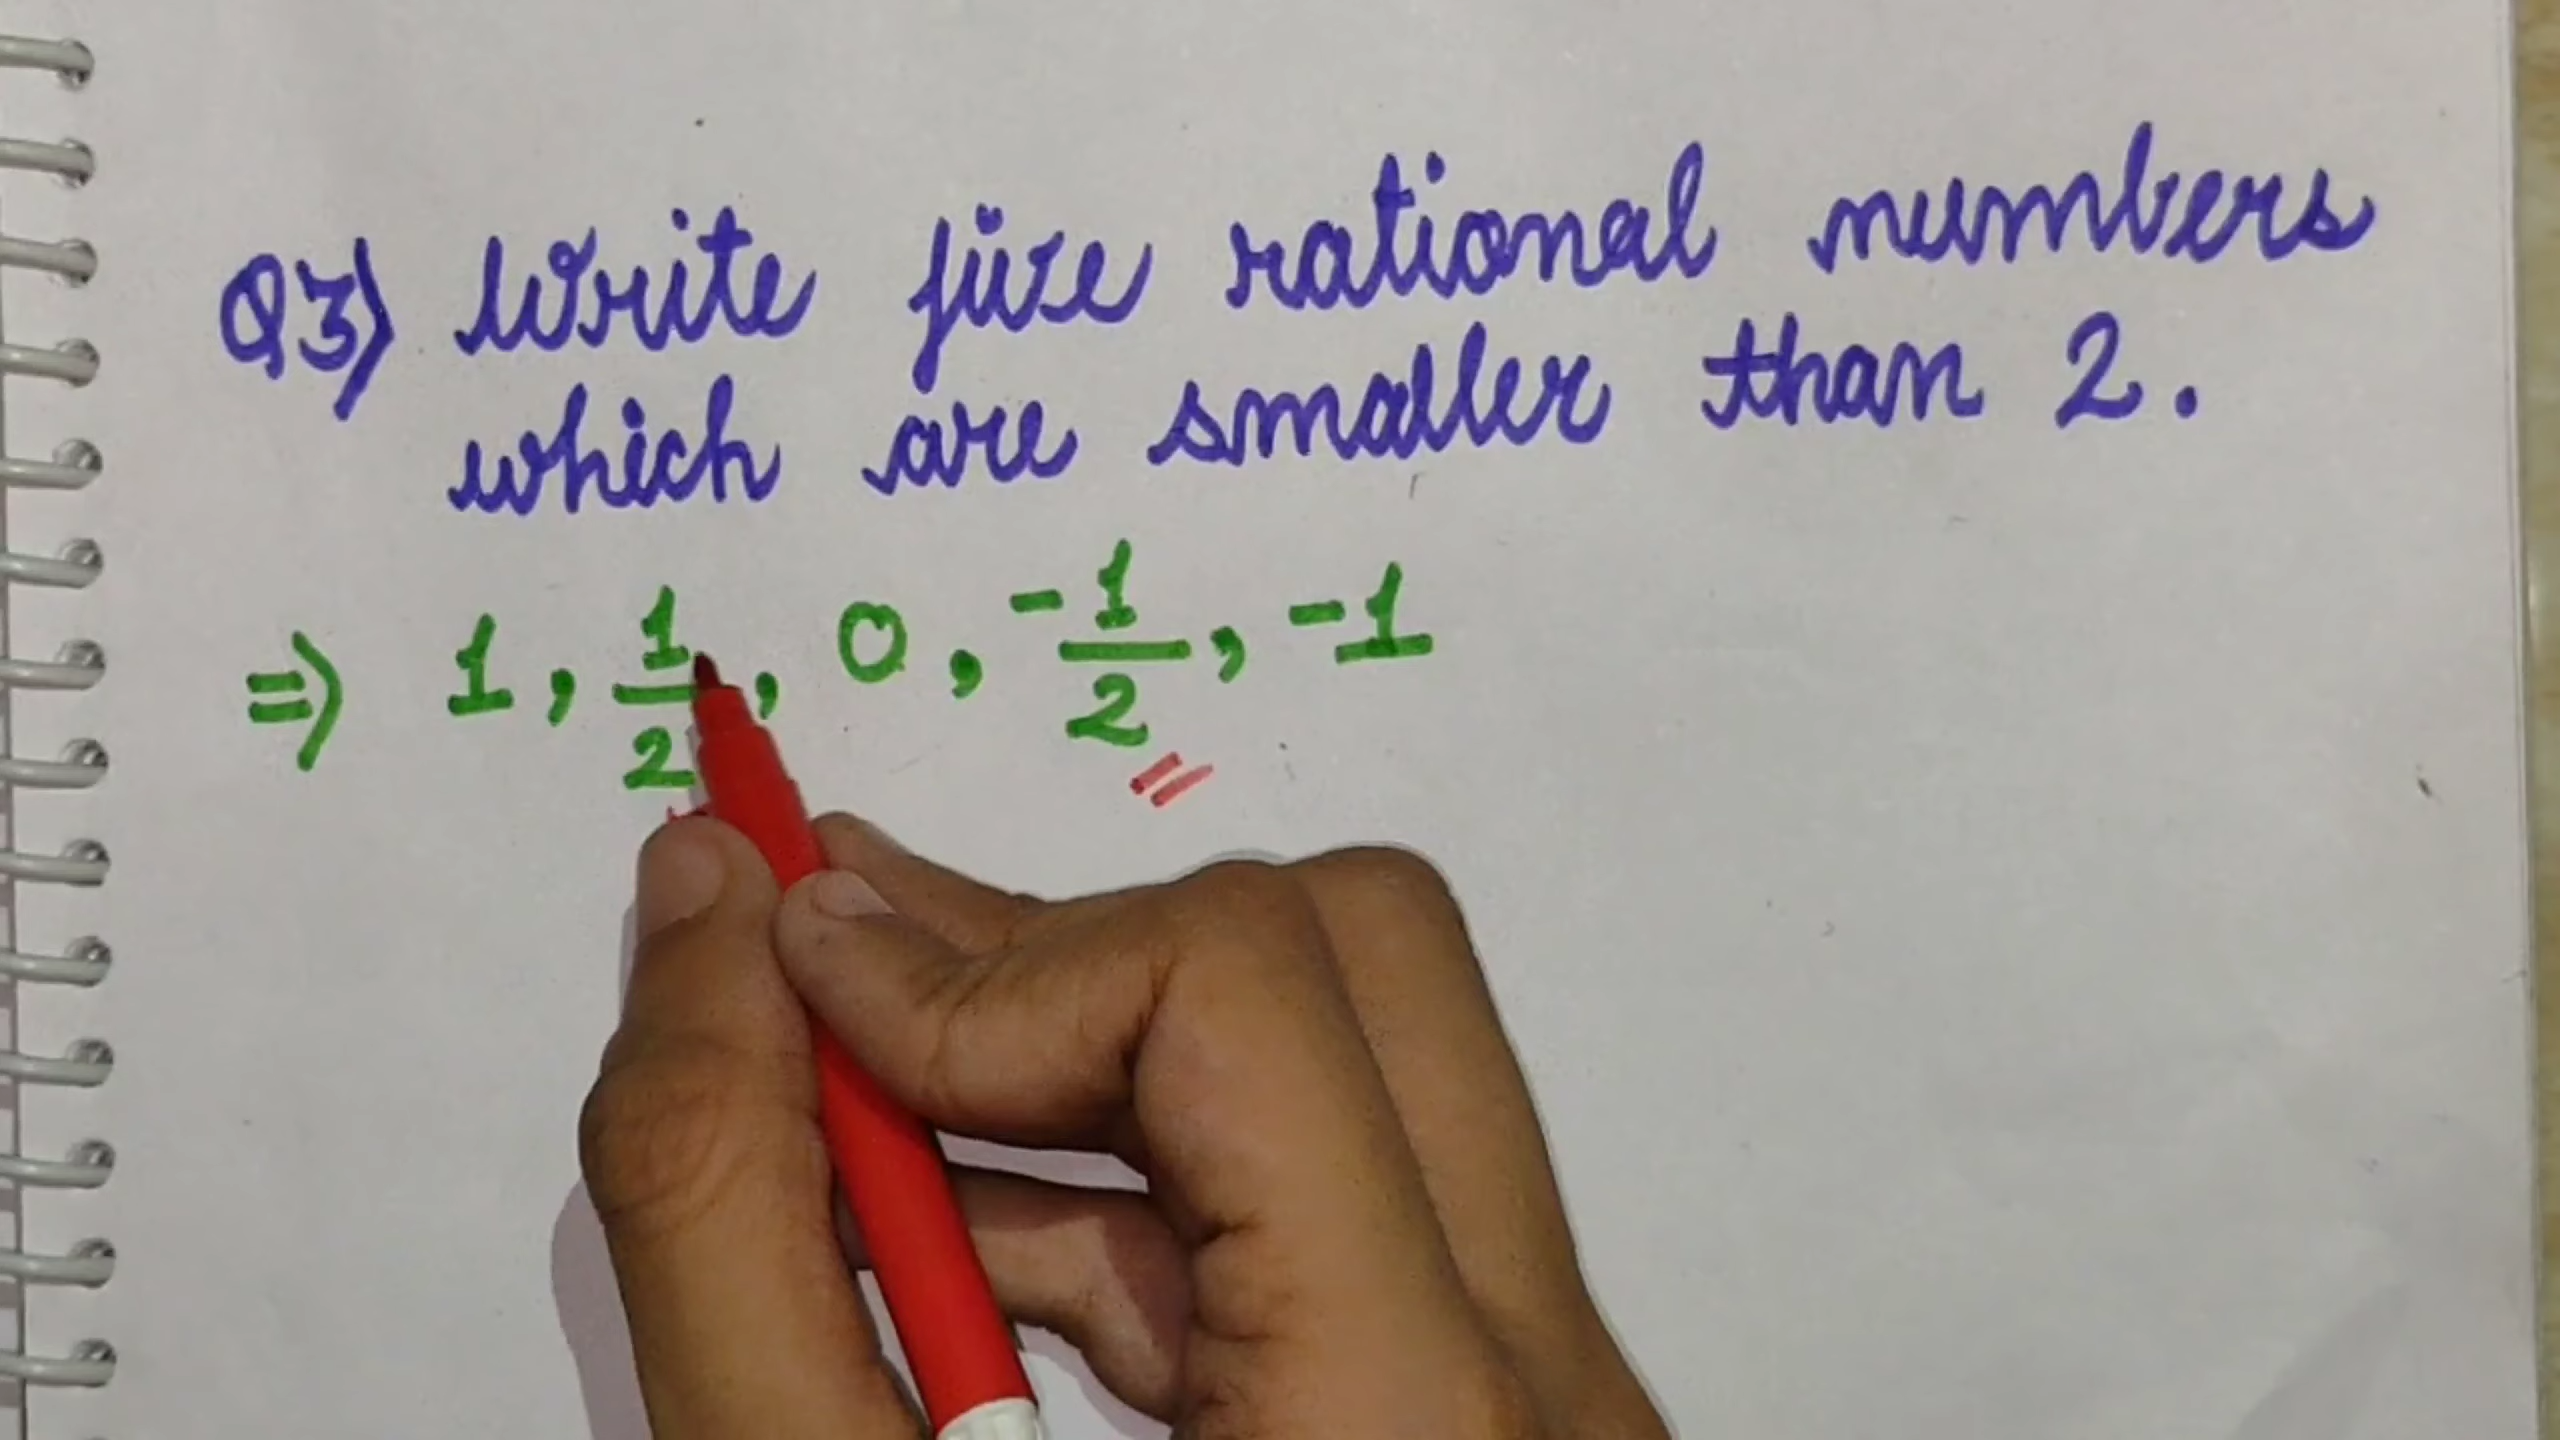 Q3) Write five rational numbers
which are smaller than 2.
=> 1, 1/2, 0, -1/2, -1